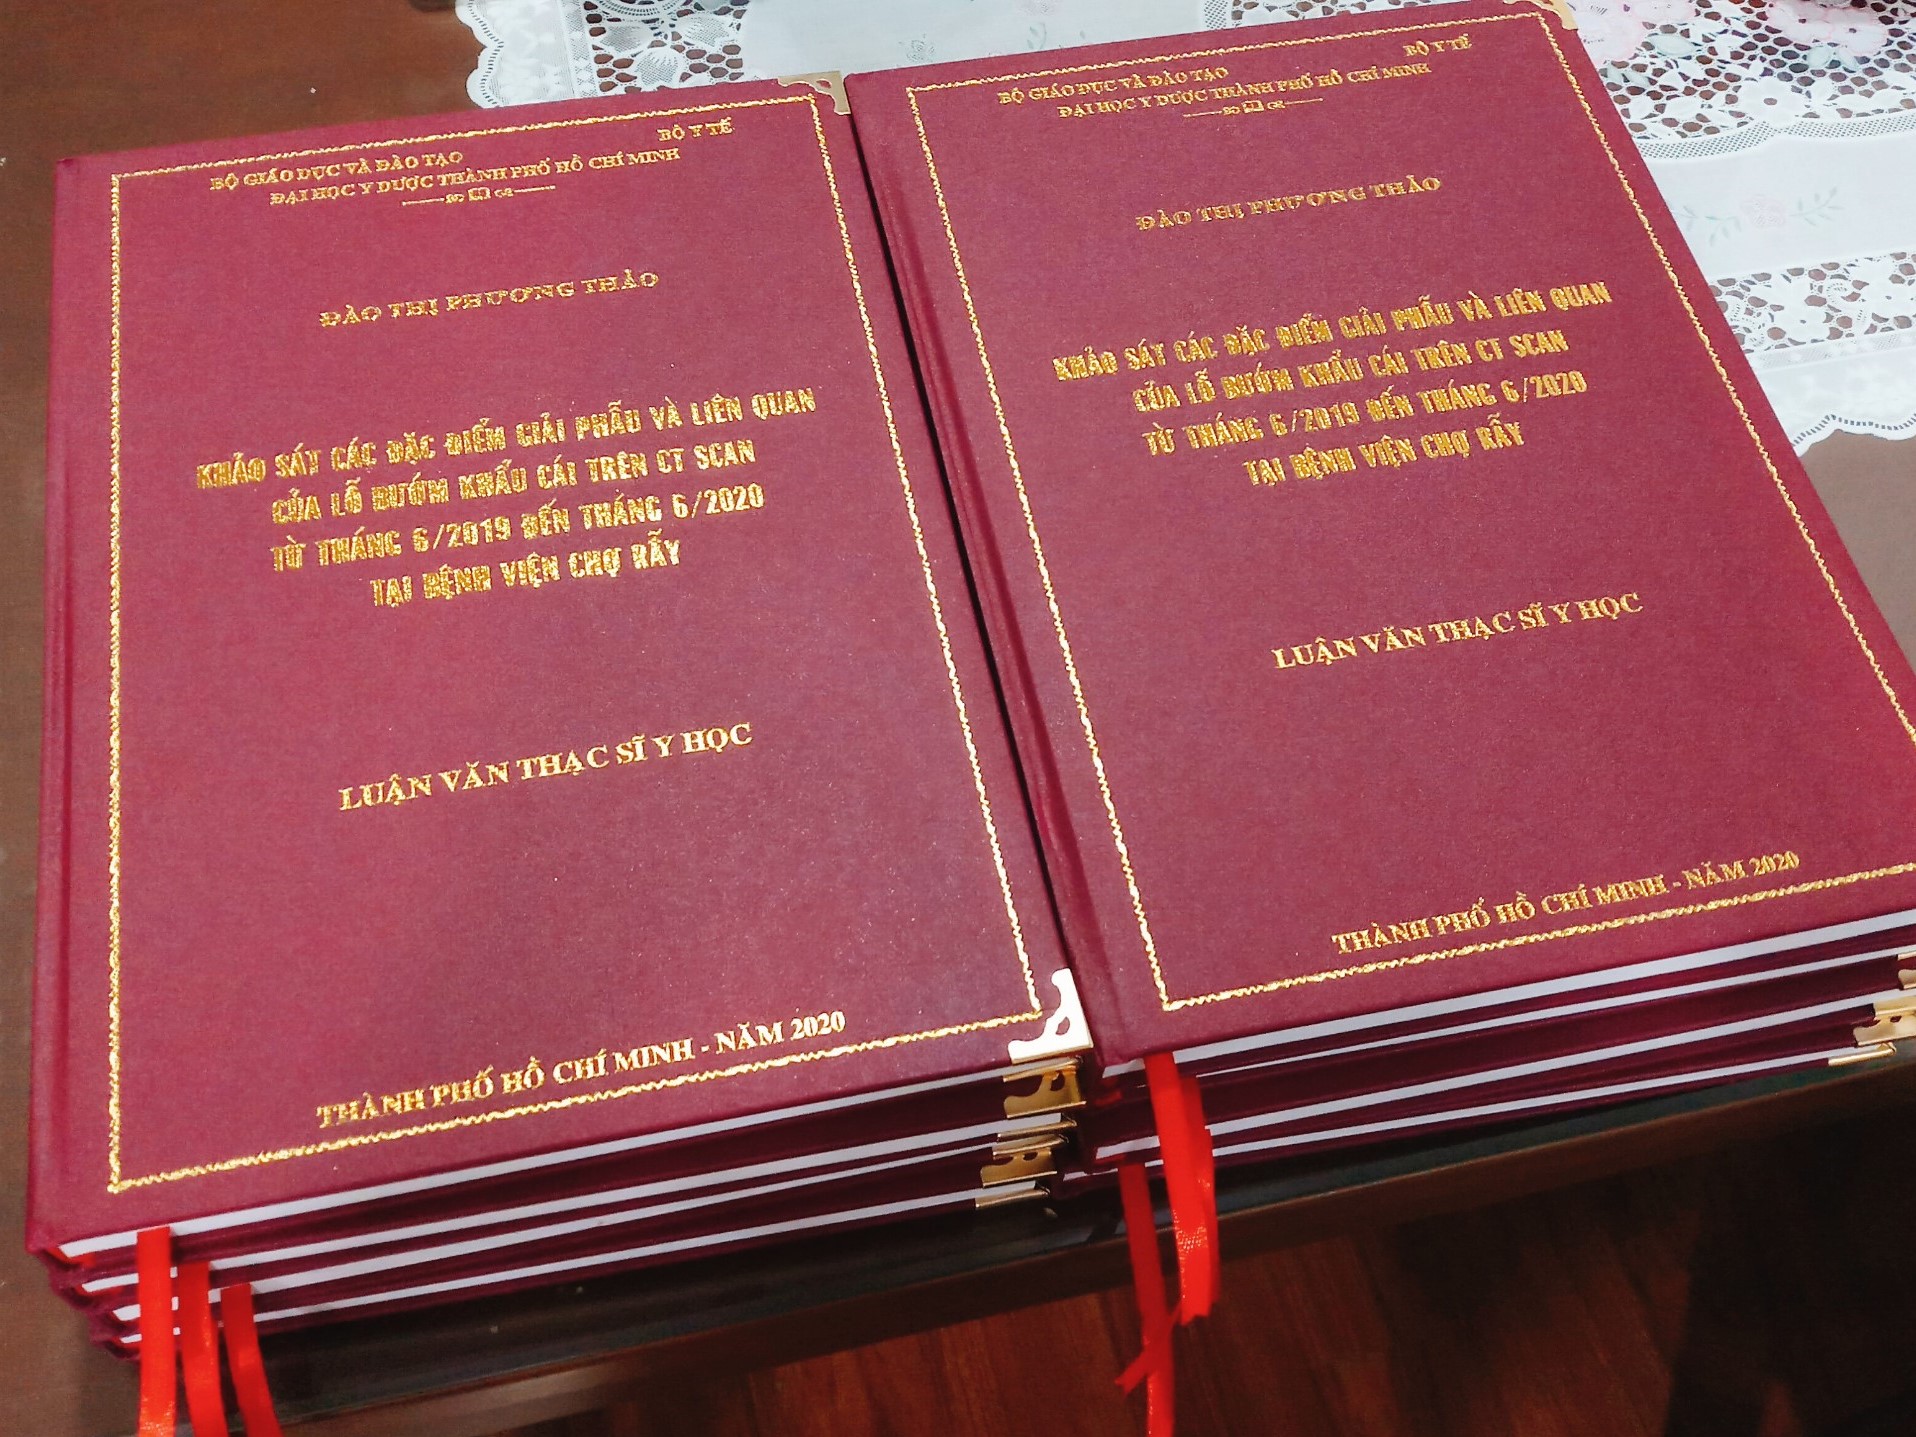 BỘ GIÁO DỤC VÀ ĐÀO TẠO BỘ Y TẾ
ĐẠI HỌC Y DƯỢC THÀNH PHỐ HỒ CHÍ MINH
ĐÀO THỊ PHƯƠNG THẢO
KHẢO SÁT CÁC ĐẶC ĐIỂM GIẢI PHẪU VÀ LIÊN QUAN
CỦA LỖ BƯỚM KHẨU CÁI TRÊN CT SCAN
TỪ THÁNG 6/2019 ĐẾN THÁNG 6/2020
TẠI BỆNH VIỆN CHỢ RẪY
LUẬN VĂN THẠC SĨ Y HỌC
THÀNH PHỐ HỒ CHÍ MINH - NĂM 2020
BỘ GIÁO DỤC VÀ ĐÀO TẠO BỘ Y TẾ
ĐẠI HỌC Y DƯỢC THÀNH PHỐ HỒ CHÍ MINH
ĐÀO THỊ PHƯƠNG THẢO
KHẢO SÁT CÁC ĐẶC ĐIỂM GIẢI PHẪU VÀ LIÊN QUAN
CỦA LỖ BƯỚM KHẨU CÁI TRÊN CT SCAN
TỪ THÁNG 6/2019 ĐẾN THÁNG 6/2020
TẠI BỆNH VIỆN CHỢ RẪY
LUẬN VĂN THẠC SĨ Y HỌC
THÀNH PHỐ HỒ CHÍ MINH - NĂM 2020